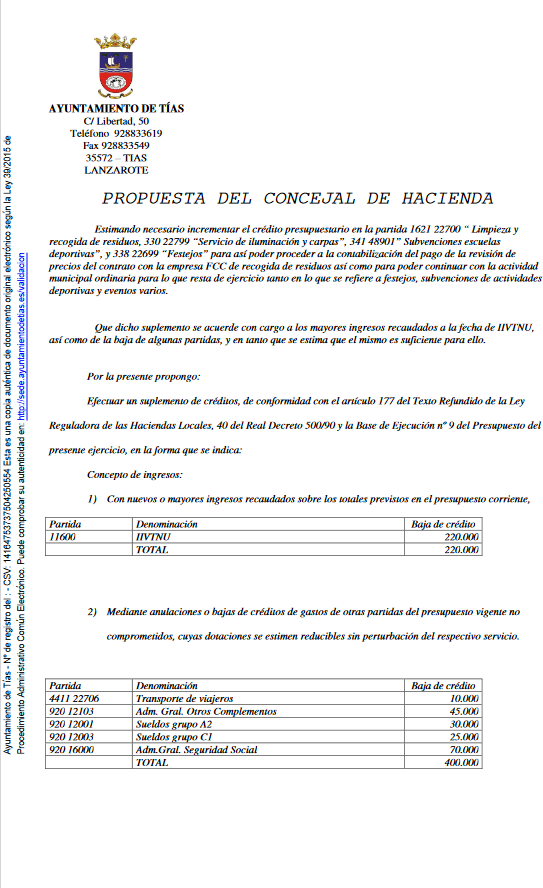 AYUNTAMIENTO DE TÍAS
C/ Libertad, 50
Teléfono 928833619
Fax 928833549
35572 – TIAS
LANZAROTE
PROPUESTA DEL CONCEJAL DE HACIENDA
Estimando necesario incrementar el crédito presupuestario en la partida 1621 22700 “ Limpieza y
recogida de residuos, 330 22799 “Servicio de iluminación y carpas”, 341 48901” Subvenciones escuelas
deportivas”, y 338 22699 “Festejos” para así poder proceder a la contabilización del pago de la revisión de
precios del contrato con la empresa FCC de recogida de residuos así como para poder continuar con la actividad
municipal ordinaria para lo que resta de ejercicio tanto en lo que se refiere a festejos, subvenciones de actividades
deportivas y eventos varios.
Que dicho suplemento se acuerde con cargo a los mayores ingresos recaudados a la fecha de IIVTNU,
así como de la baja de algunas partidas, y en tanto que se estima que el mismo es suficiente para ello.
Por la presente propongo:
Efectuar un suplemento de créditos, de conformidad con el artículo 177 del Texto Refundido de la Ley
Reguladora de las Haciendas Locales, 40 del Real Decreto 500/90 y la Base de Ejecución nº 9 del Presupuesto del
presente ejercicio, en la forma que se indica:
Concepto de ingresos:
1) Con nuevos o mayores ingresos recaudados sobre los totales previstos en el presupuesto corriente,
Partida Denominación Baja de crédito
11600 IIVTNU 220.000
TOTAL 220.000
2) Mediante anulaciones o bajas de créditos de gastos de otras partidas del presupuesto vigente no
comprometidos, cuyas dotaciones se estimen reducibles sin perturbación del respectivo servicio.
Partida Denominación Baja de crédito
4411 22706 Transporte de viajeros 10.000
920 12103 Adm. Gral. Otros Complementos 45.000
920 12001 Sueldos grupo A2 30.000
920 12003 Sueldos grupo C1 25.000
920 16000 Adm.Gral. Seguridad Social 70.000
TOTAL 400.000
Ayuntamiento de Tías - Nº de registro del : - CSV: 14164753737504250554 Esta es una copia auténtica de documento original electrónico según la Ley 39/2015 de
Procedimiento Administrativo Común Electrónico. Puede comprobar su autenticidad en: http://sede.ayuntamientodetias.es/validacion